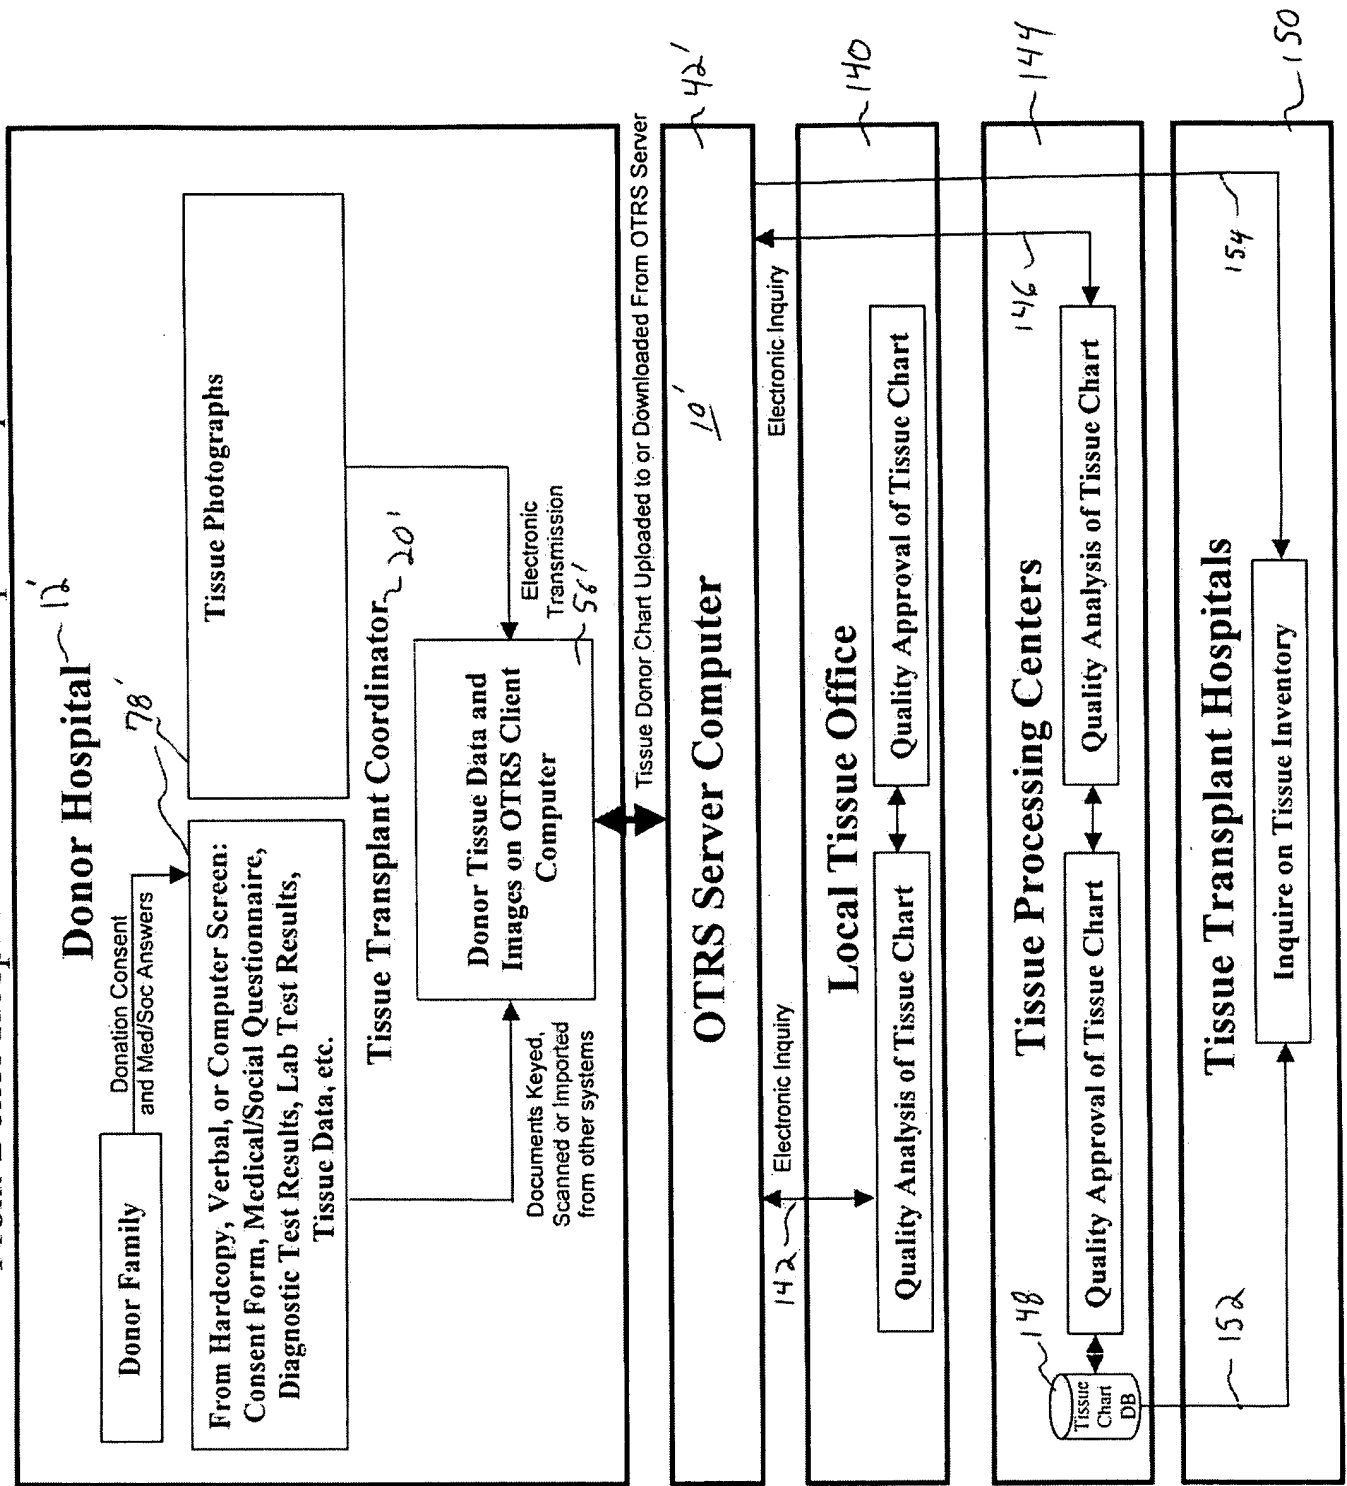 Donor Hospital
12'
78'
Donor Family
Donation Consent
and Med/Soc Answers
From Hardcopy, Verbal, or Computer Screen:
Consent Form, Medical/Social Questionnaire,
Diagnostic Test Results, Lab Test Results,
Tissue Data, etc.
Tissue Photographs
Tissue Transplant Coordinator
20'
Documents Keyed,
Scanned or Imported
from other systems
Donor Tissue Data and
Images on OTRS Client
Computer
Electronic
Transmission
56'
Tissue Donor Chart Uploaded to or Downloaded From OTRS Server
OTRS Server Computer
10'
42'
142
Electronic Inquiry
Electronic Inquiry
Local Tissue Office
140
Quality Analysis of Tissue Chart
Quality Approval of Tissue Chart
Tissue Processing Centers
144
146
148
Tissue
Chart
DB
Quality Approval of Tissue Chart
Quality Analysis of Tissue Chart
Tissue Transplant Hospitals
150
152
154
Inquire on Tissue Inventory